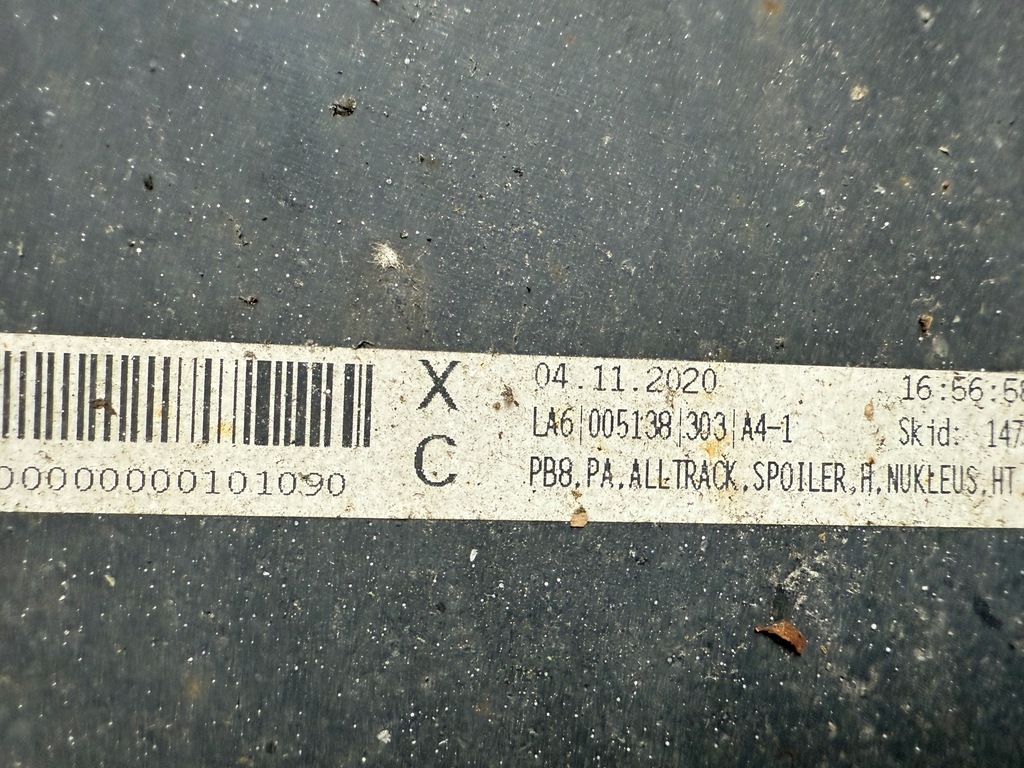 X
C
0000000000101090
04.11.2020 16:56:58
LA6|005138|303|A4-1 Skid: 147
PB8,PA,ALLTRACK,SPOILER,H,NUKLEUS,HT